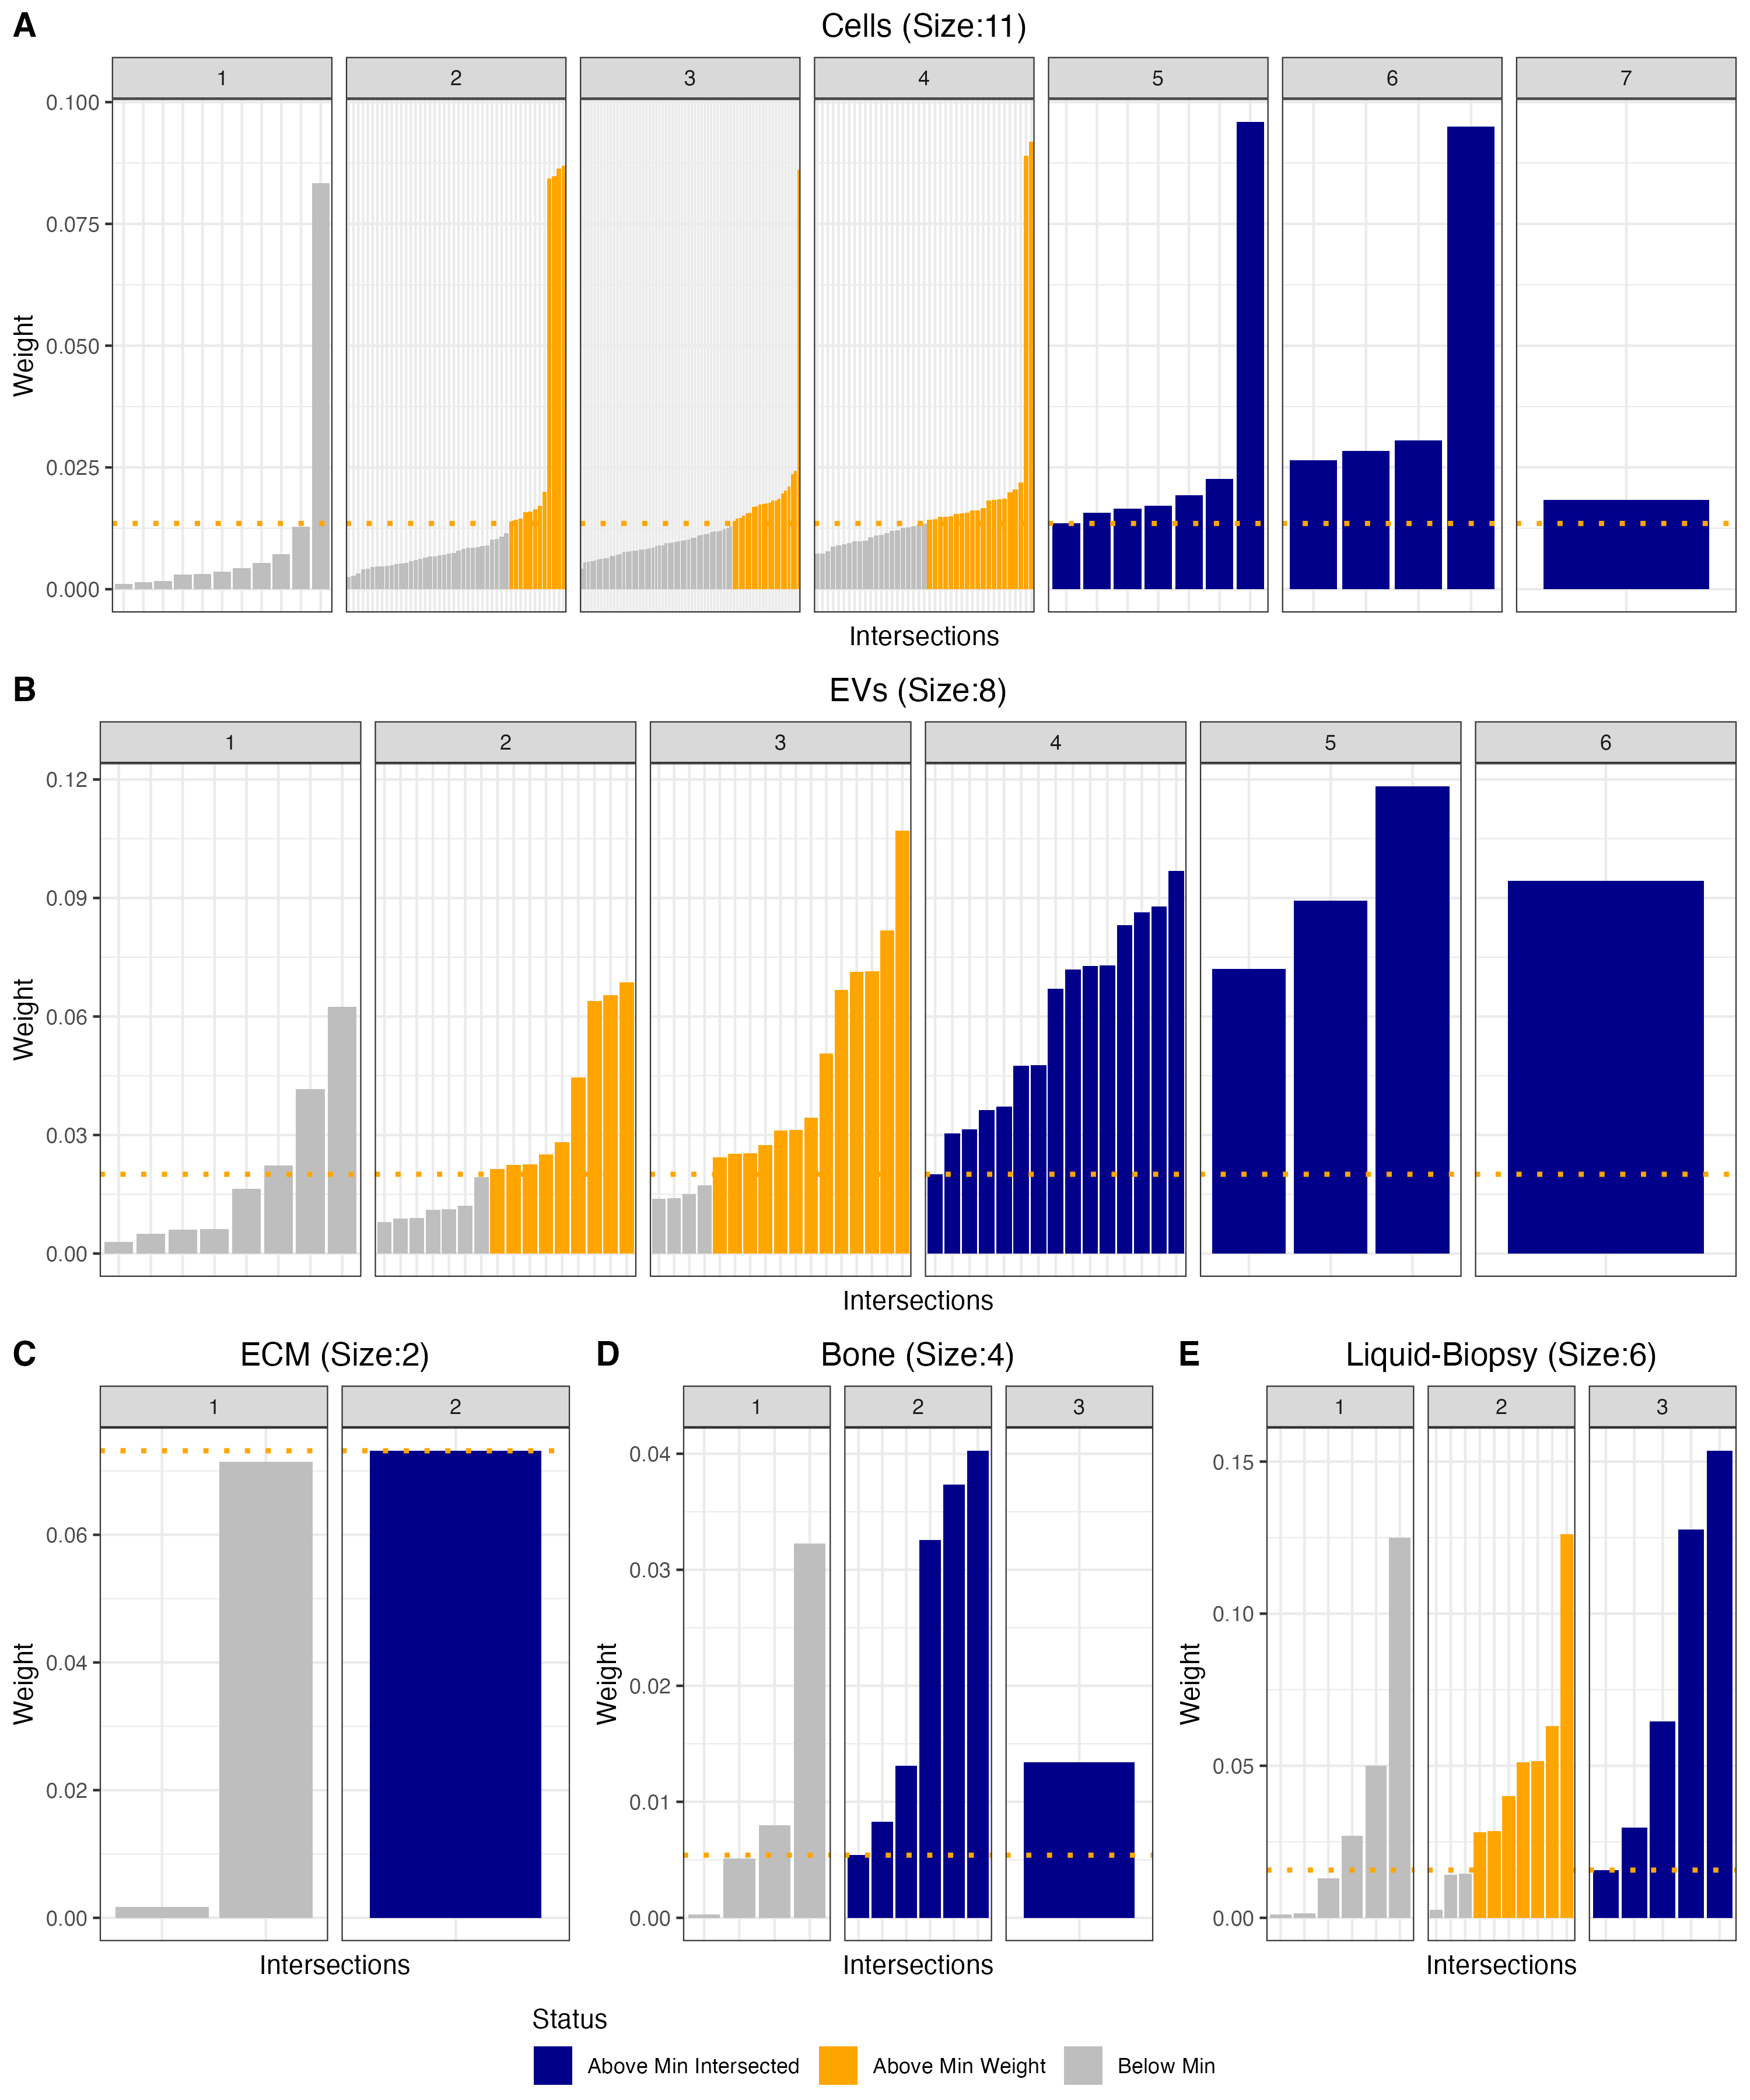 A
Cells (Size:11)
1 2 3 4 5 6 7
0.100
0.075
0.050
0.025
0.000
Weight
Intersections
B
EVs (Size:8)
1 2 3 4 5 6
0.12
0.09
0.06
0.03
0.00
Weight
Intersections
C
ECM (Size:2)
1 2
0.06
0.04
0.02
0.00
Weight
Intersections
D
Bone (Size:4)
1 2 3
0.04
0.03
0.02
0.01
0.00
Weight
Intersections
E
Liquid-Biopsy (Size:6)
1 2 3
0.15
0.10
0.05
0.00
Weight
Intersections
Status
Above Min Intersected Above Min Weight Below Min